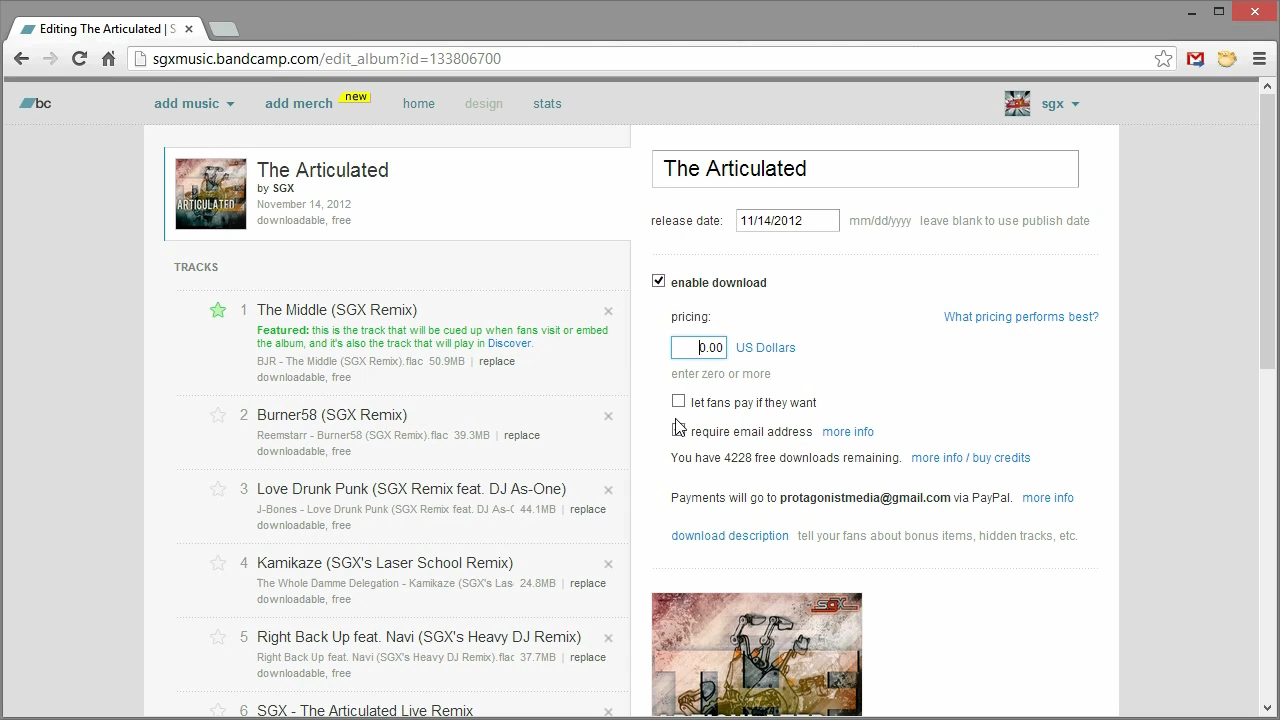 Editing The Articulated | S
sgxmusic.bandcamp.com/edit_album?id=133806700
bc
add music
add merch
new
home
design
stats
sgx
The Articulated
by SGX
November 14, 2012
downloadable, free
TRACKS
1 The Middle (SGX Remix)
Featured: this is the track that will be cued up when fans visit or embed
the album, and it's also the track that will play in Discover.
BJR - The Middle (SGX Remix).flac 50.9MB | replace
downloadable, free
2 Burner58 (SGX Remix)
Reemstarr - Burner58 (SGX Remix).flac 39.3MB | replace
downloadable, free
3 Love Drunk Punk (SGX Remix feat. DJ As-One)
J-Bones - Love Drunk Punk (SGX Remix feat. DJ As-C 44.1MB | replace
downloadable, free
4 Kamikaze (SGX's Laser School Remix)
The Whole Damme Delegation - Kamikaze (SGX's Las 24.8MB | replace
downloadable, free
5 Right Back Up feat. Navi (SGX's Heavy DJ Remix)
Right Back Up feat. Navi (SGX's Heavy DJ Remix).flac 37.7MB | replace
downloadable, free
6 SGX - The Articulated Live Remix
ARTICULATED
The Articulated
release date: 11/14/2012 mm/dd/yyyy leave blank to use publish date
enable download
pricing: What pricing performs best?
0.00 US Dollars
enter zero or more
let fans pay if they want
require email address more info
You have 4228 free downloads remaining. more info / buy credits
Payments will go to protagonistmedia@gmail.com via PayPal. more info
download description tell your fans about bonus items, hidden tracks, etc.
SGX